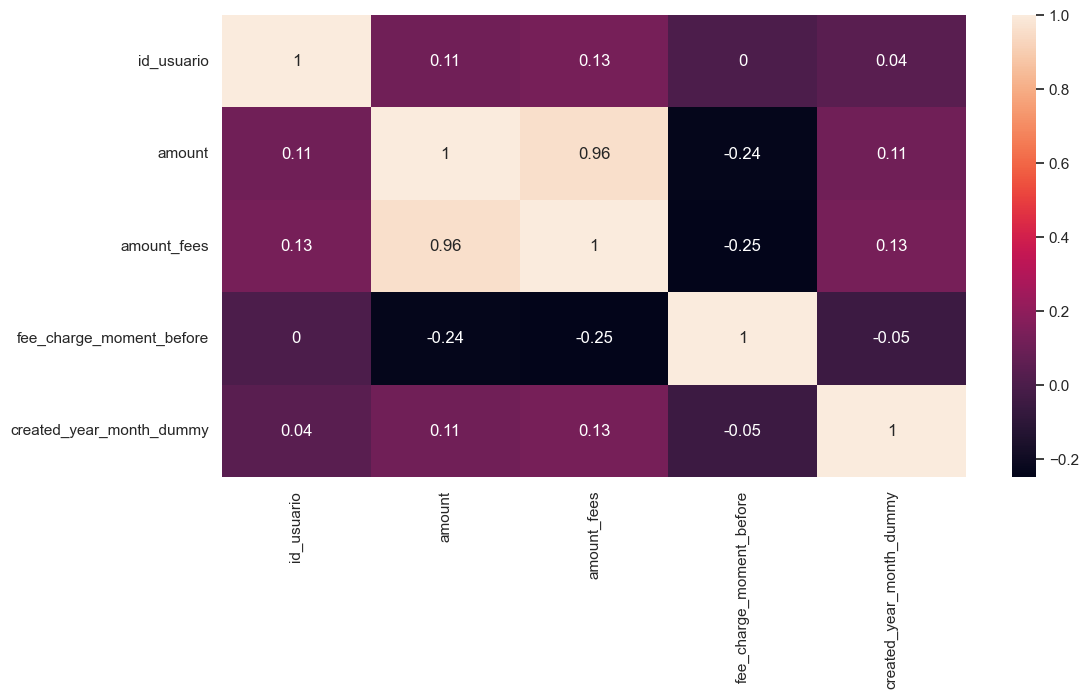 id_usuario 1 0.11 0.13 0 0.04
amount 0.11 1 0.96 -0.24 0.11
amount_fees 0.13 0.96 1 -0.25 0.13
fee_charge_moment_before 0 -0.24 -0.25 1 -0.05
created_year_month_dummy 0.04 0.11 0.13 -0.05 1
id_usuario
amount
amount_fees
fee_charge_moment_before
created_year_month_dummy
1.0
0.8
0.6
0.4
0.2
0.0
−0.2